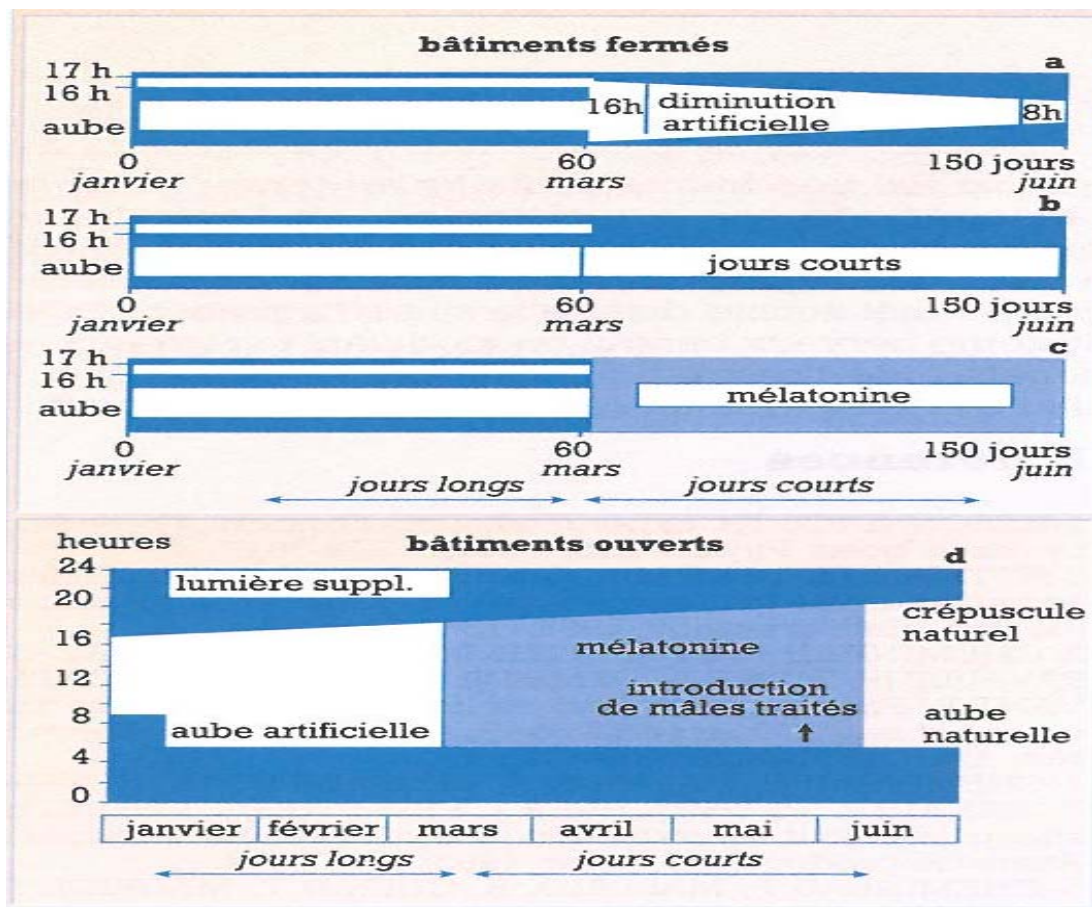 bâtiments fermés
a
17 h
16 h
aube
16h
diminution
artificielle
8h
0
60
150 jours
janvier
mars
juin
b
17 h
16 h
aube
jours courts
0
60
150 jours
janvier
mars
juin
c
17 h
16 h
aube
mélatonine
0
60
150 jours
janvier
mars
juin
jours longs
jours courts
heures
bâtiments ouverts
d
24
20
16
12
8
4
0
lumière suppl.
crépuscule
naturel
mélatonine
introduction
de mâles traités
aube artificielle
aube
naturelle
janvier février mars avril mai juin
jours longs
jours courts